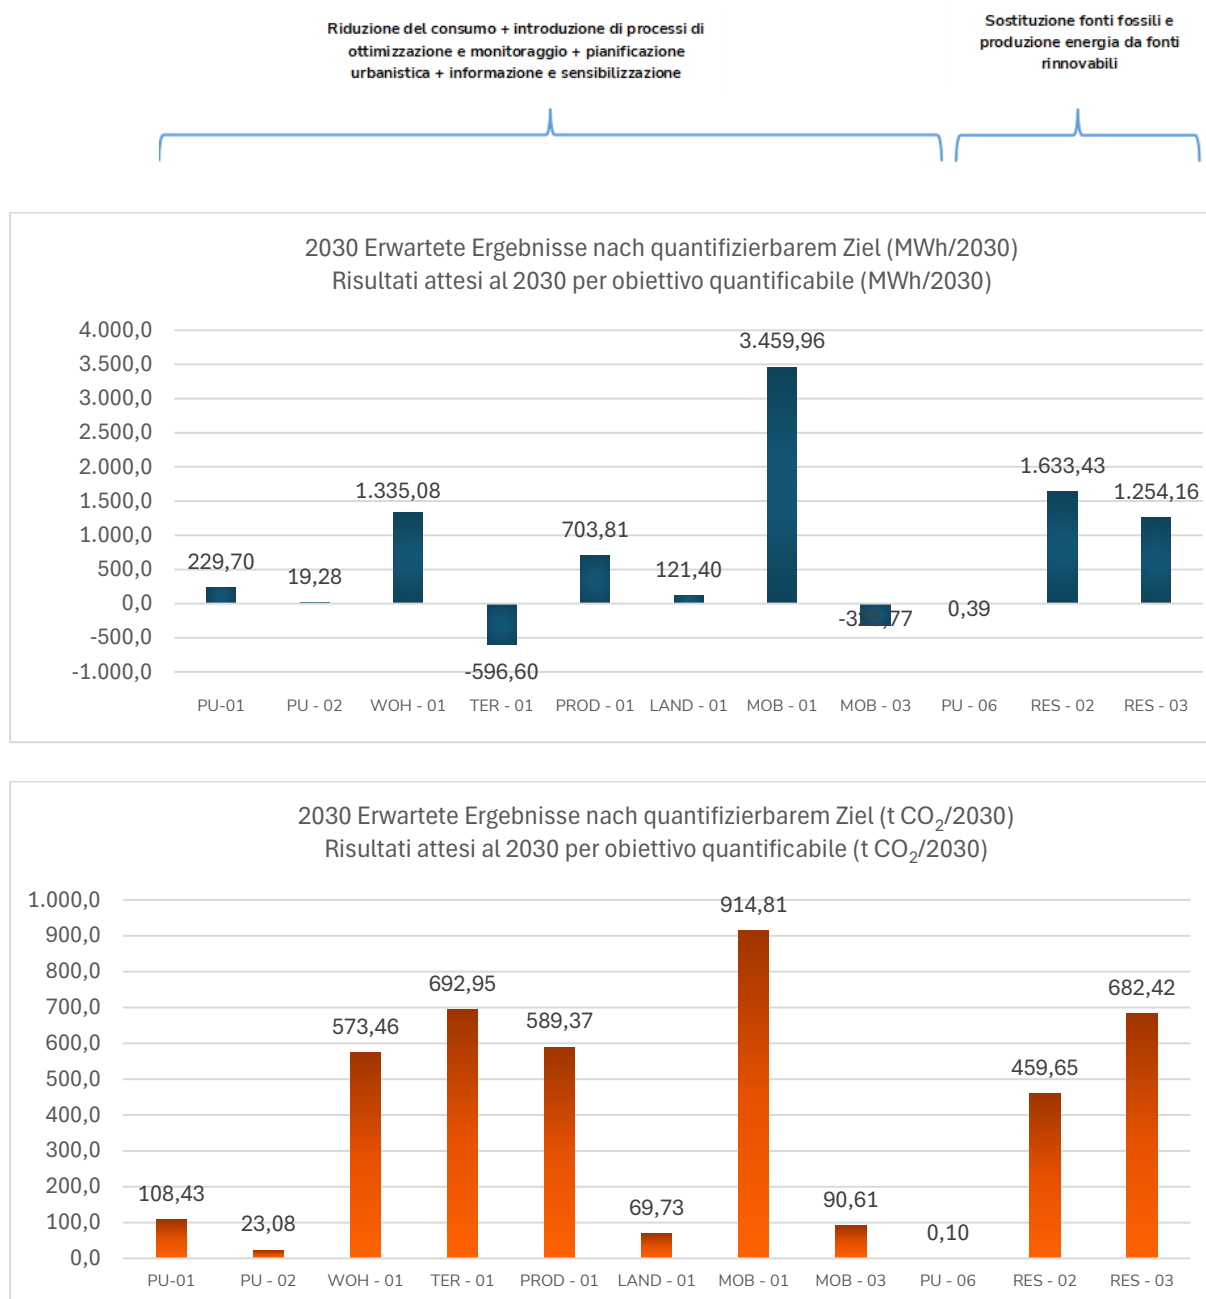 Riduzione del consumo + introduzione di processi di
ottimizzazione e monitoraggio + pianificazione
urbanistica + informazione e sensibilizzazione
Sostituzione fonti fossili e
produzione energia da fonti
rinnovabili
2030 Erwartete Ergebnisse nach quantifizierbarem Ziel (MWh/2030)
Risultati attesi al 2030 per obiettivo quantificabile (MWh/2030)
4.000,0
3.500,0
3.000,0
2.500,0
2.000,0
1.500,0
1.000,0
500,0
0,0
-500,0
-1.000,0
229,70
19,28
1.335,08
-596,60
703,81
121,40
3.459,96
0,39
1.633,43
1.254,16
PU-01
PU - 02
WOH - 01
TER - 01
PROD - 01
LAND - 01
MOB - 01
MOB - 03
PU - 06
RES - 02
RES - 03
2030 Erwartete Ergebnisse nach quantifizierbarem Ziel (t CO₂/2030)
Risultati attesi al 2030 per obiettivo quantificabile (t CO₂/2030)
1.000,0
900,0
800,0
700,0
600,0
500,0
400,0
300,0
200,0
100,0
0,0
108,43
23,08
573,46
692,95
589,37
69,73
914,81
90,61
0,10
459,65
682,42
PU-01
PU - 02
WOH - 01
TER - 01
PROD - 01
LAND - 01
MOB - 01
MOB - 03
PU - 06
RES - 02
RES - 03